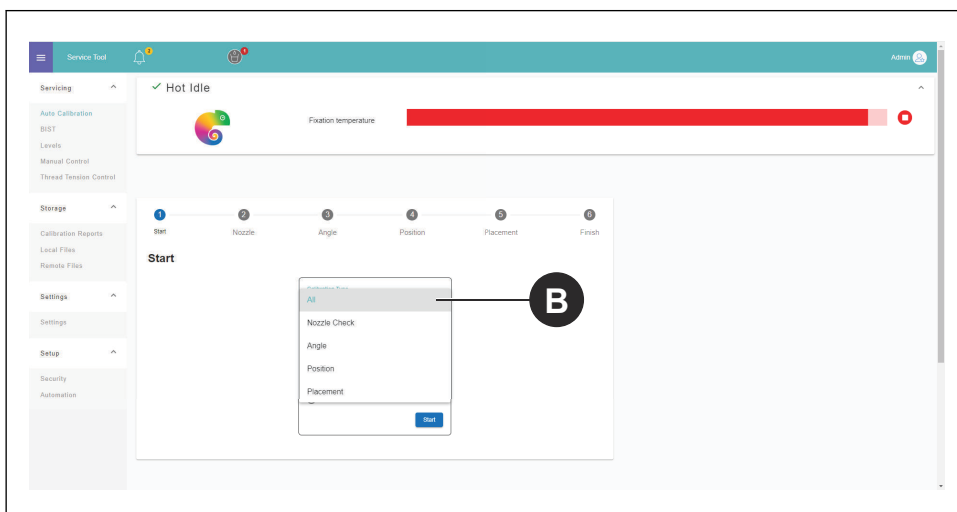 Service Tool
2
1
Admin
Servicing
Auto Calibration
BIST
Levels
Manual Control
Thread Tension Control
Storage
Calibration Reports
Local Files
Remote Files
Settings
Settings
Setup
Security
Automation
Hot Idle
Fixation temperature
1 2 3 4 5 6
Start Nozzle Angle Position Placement Finish
Start
All
Nozzle Check
Angle
Position
Placement
Start
B